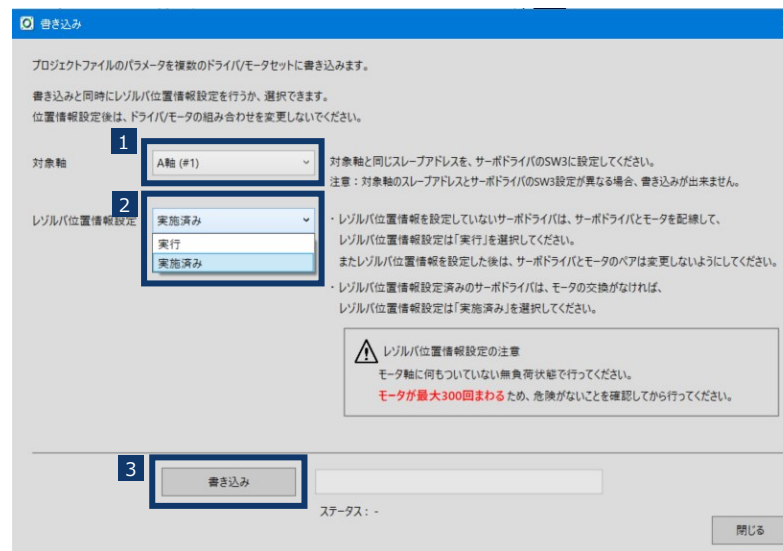 書き込み
プロジェクトファイルのパラメータを複数のドライバ/モータセットに書き込みます。
書き込みと同時にレゾルバ位置情報設定を行うか、選択できます。
位置情報設定後は、ドライバ/モータの組み合わせを変更しないでください。
1
対象軸
A軸 (#1)
対象軸と同じスレーブアドレスを、サーボドライバのSW3に設定してください。
注意：対象軸のスレーブアドレスとサーボドライバのSW3設定が異なる場合、書き込みが出来ません。
2
レゾルバ位置情報設定
実施済み
実行
実施済み
・レゾルバ位置情報を設定していないサーボドライバは、サーボドライバとモータを配線して、
レゾルバ位置情報設定は「実行」を選択してください。
またレゾルバ位置情報を設定した後は、サーボドライバとモータのペアは変更しないようにしてください。
・レゾルバ位置情報設定済みのサーボドライバは、モータの交換がなければ、
レゾルバ位置情報設定は「実施済み」を選択してください。
レゾルバ位置情報設定の注意
モータ軸に何もついていない無負荷状態で行ってください。
モータが最大300回まわるため、危険がないことを確認してから行ってください。
3
書き込み
ステータス： -
閉じる